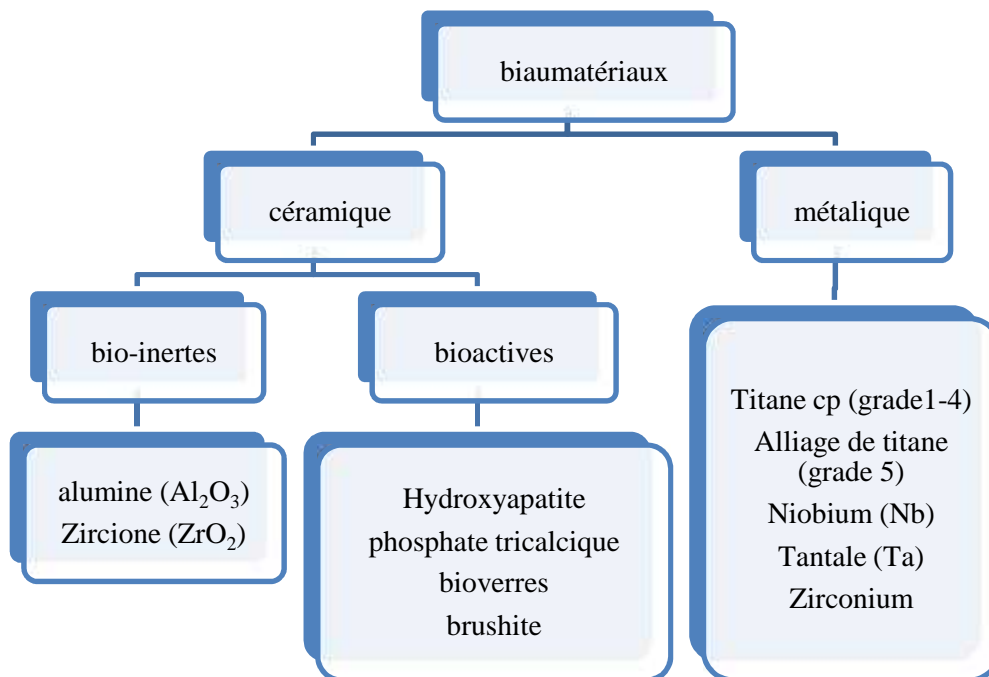 biaumatériaux
céramique
métalique
bio-inertes
bioactives
alumine (Al₂O₃)
Zircione (ZrO₂)
Hydroxyapatite
phosphate tricalcique
bioverres
brushite
Titane cp (grade1-4)
Alliage de titane
(grade 5)
Niobium (Nb)
Tantale (Ta)
Zirconium